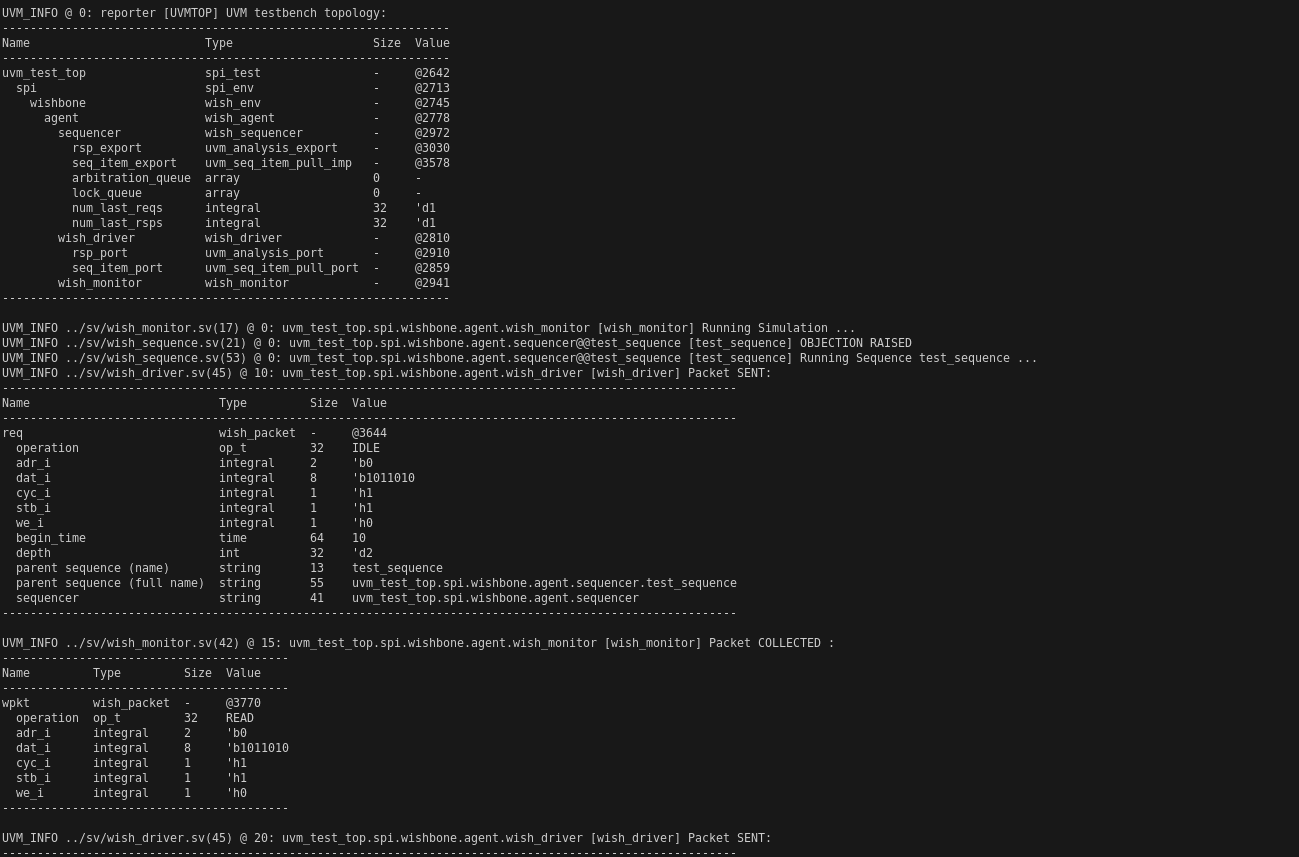 UVM_INFO @ 0: reporter [UVMTOP] UVM testbench topology:
----------------------------------------------------------------
Name                         Type                    Size  Value
----------------------------------------------------------------
uvm_test_top                 spi_test                -     @2642
  spi                        spi_env                 -     @2713
    wishbone                 wish_env                -     @2745
      agent                  wish_agent              -     @2778
        sequencer            wish_sequencer          -     @2972
          rsp_export         uvm_analysis_export     -     @3030
          seq_item_export    uvm_seq_item_pull_imp   -     @3578
          arbitration_queue  array                   0     -
          lock_queue         array                   0     -
          num_last_reqs      integral                32    'd1
          num_last_rsps      integral                32    'd1
        wish_driver          wish_driver             -     @2810
          rsp_port           uvm_analysis_port       -     @2910
          seq_item_port      uvm_seq_item_pull_port  -     @2859
        wish_monitor         wish_monitor            -     @2941
----------------------------------------------------------------

UVM_INFO ../sv/wish_monitor.sv(17) @ 0: uvm_test_top.spi.wishbone.agent.wish_monitor [wish_monitor] Running Simulation ...
UVM_INFO ../sv/wish_sequence.sv(21) @ 0: uvm_test_top.spi.wishbone.agent.sequencer@@test_sequence [test_sequence] OBJECTION RAISED
UVM_INFO ../sv/wish_sequence.sv(53) @ 0: uvm_test_top.spi.wishbone.agent.sequencer@@test_sequence [test_sequence] Running Sequence test_sequence ...
UVM_INFO ../sv/wish_driver.sv(45) @ 10: uvm_test_top.spi.wishbone.agent.wish_driver [wish_driver] Packet SENT:
---------------------------------------------------------------------------------------------------------
Name                           Type         Size  Value
---------------------------------------------------------------------------------------------------------
req                            wish_packet  -     @3644
  operation                    op_t         32    IDLE
  adr_i                        integral     2     'b0
  dat_i                        integral     8     'b1011010
  cyc_i                        integral     1     'h1
  stb_i                        integral     1     'h1
  we_i                         integral     1     'h0
  begin_time                   time         64    10
  depth                        int          32    'd2
  parent sequence (name)       string       13    test_sequence
  parent sequence (full name)  string       55    uvm_test_top.spi.wishbone.agent.sequencer.test_sequence
  sequencer                    string       41    uvm_test_top.spi.wishbone.agent.sequencer
---------------------------------------------------------------------------------------------------------

UVM_INFO ../sv/wish_monitor.sv(42) @ 15: uvm_test_top.spi.wishbone.agent.wish_monitor [wish_monitor] Packet COLLECTED :
-----------------------------------------
Name         Type         Size  Value
-----------------------------------------
wpkt         wish_packet  -     @3770
  operation  op_t         32    READ
  adr_i      integral     2     'b0
  dat_i      integral     8     'b1011010
  cyc_i      integral     1     'h1
  stb_i      integral     1     'h1
  we_i       integral     1     'h0
-----------------------------------------

UVM_INFO ../sv/wish_driver.sv(45) @ 20: uvm_test_top.spi.wishbone.agent.wish_driver [wish_driver] Packet SENT:
---------------------------------------------------------------------------------------------------------